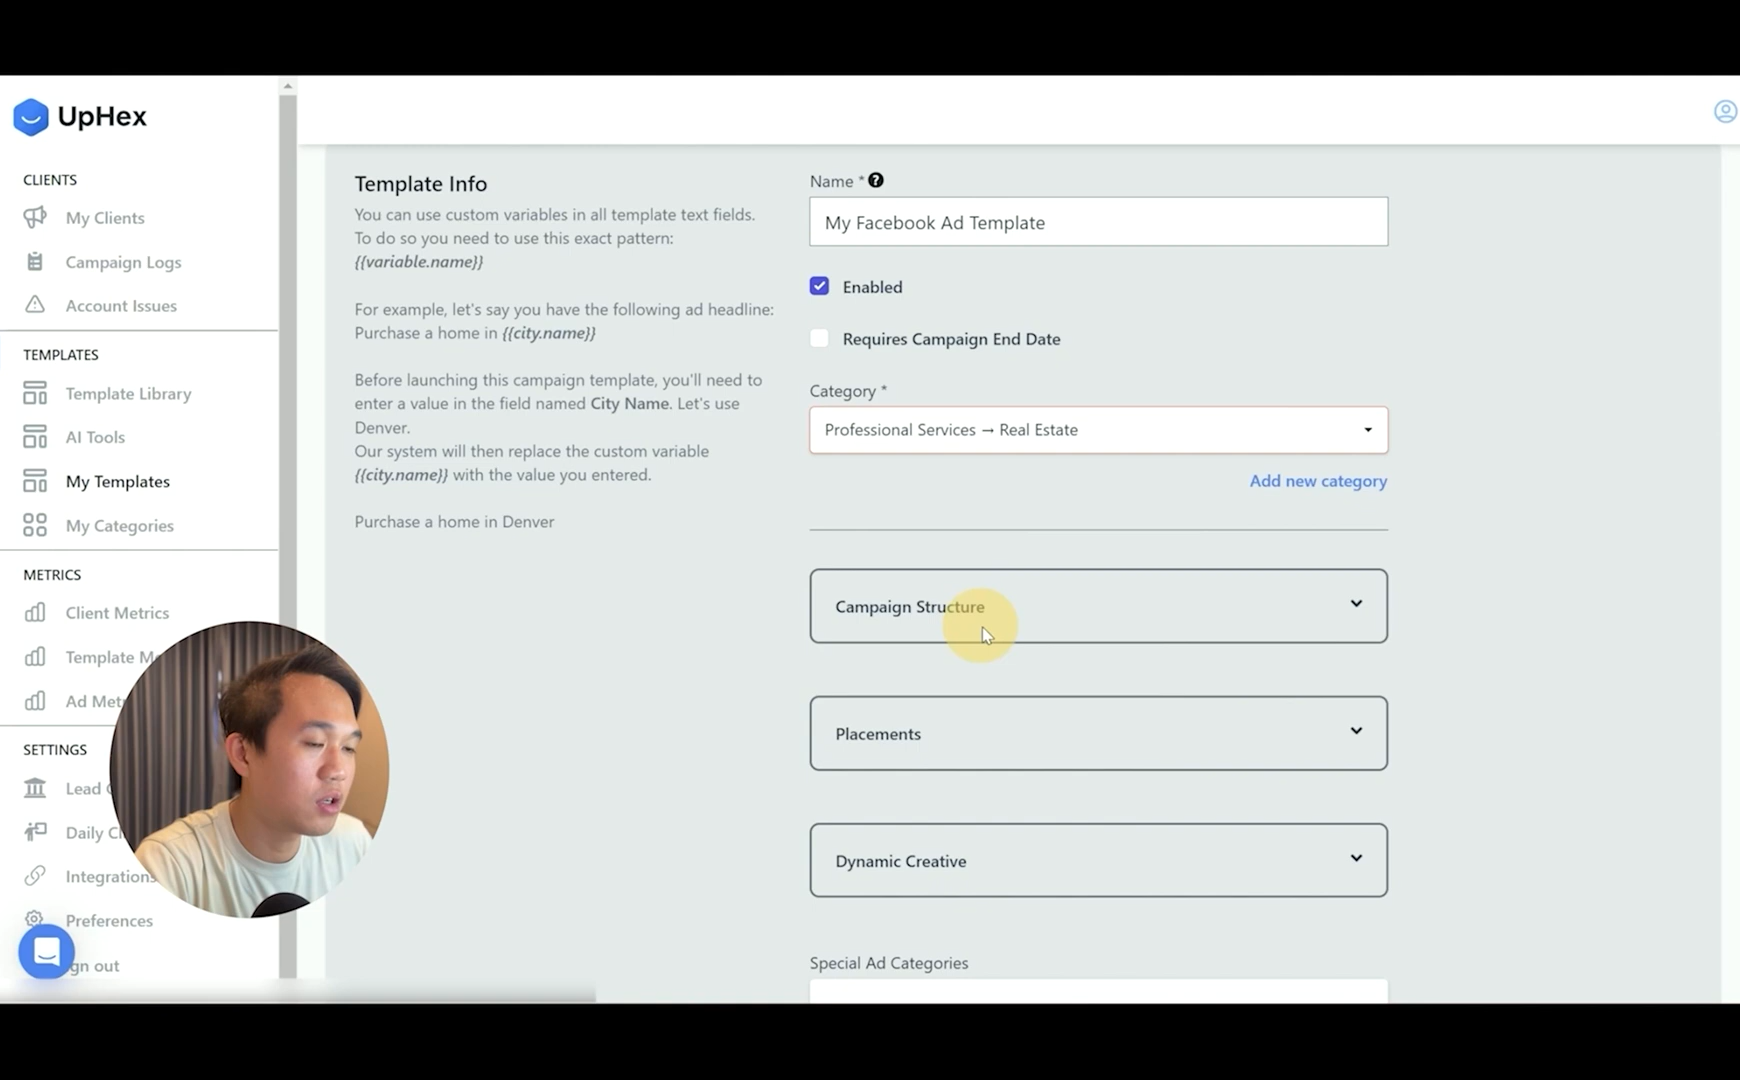 UpHex
CLIENTS
My Clients
Campaign Logs
Account Issues
TEMPLATES
Template Library
AI Tools
My Templates
My Categories
METRICS
Client Metrics
Template
Ad
SETTINGS
Lead
Daily
Integrations
Preferences
out
Template Info
You can use custom variables in all template text fields.
To do so you need to use this exact pattern:
{{variable.name}}
For example, let's say you have the following ad headline:
Purchase a home in {{city.name}}
Before launching this campaign template, you'll need to
enter a value in the field named City Name. Let's use
Denver.
Our system will then replace the custom variable
{{city.name}} with the value you entered.
Purchase a home in Denver
Name *
My Facebook Ad Template
Enabled
Requires Campaign End Date
Category *
Professional Services → Real Estate
Add new category
Campaign Structure
Placements
Dynamic Creative
Special Ad Categories